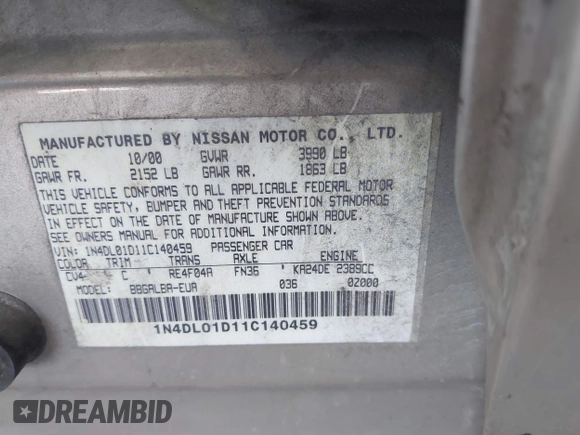 MANUFACTURED BY NISSAN MOTOR CO., LTD.
DATE 10/00 GVWR 3990 LB
GAWR FR. 2152 LB GAWR RR. 1863 LB
THIS VEHICLE CONFORMS TO ALL APPLICABLE FEDERAL MOTOR
VEHICLE SAFETY, BUMPER AND THEFT PREVENTION STANDARDS
IN EFFECT ON THE DATE OF MANUFACTURE SHOWN ABOVE.
SEE OWNERS MANUAL FOR ADDITIONAL INFORMATION.
VIN: 1N4DL01D11C140459 PASSENGER CAR
COLOR TRIM TRANS AXLE ENGINE
CV4 C RE4F04A FN36 KA24DE 2389CC
MODEL: BBGALBA-EUA 036 0Z000
1N4DL01D11C140459
DREAMBID